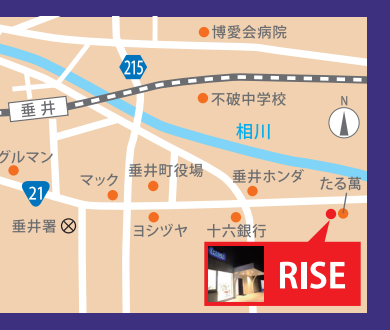 博愛会病院
215
不破中学校
垂井
N
相川
グルマン
垂井町役場
垂井ホンダ
マック
たる萬
21
垂井署
ヨシヅヤ
十六銀行
RISE